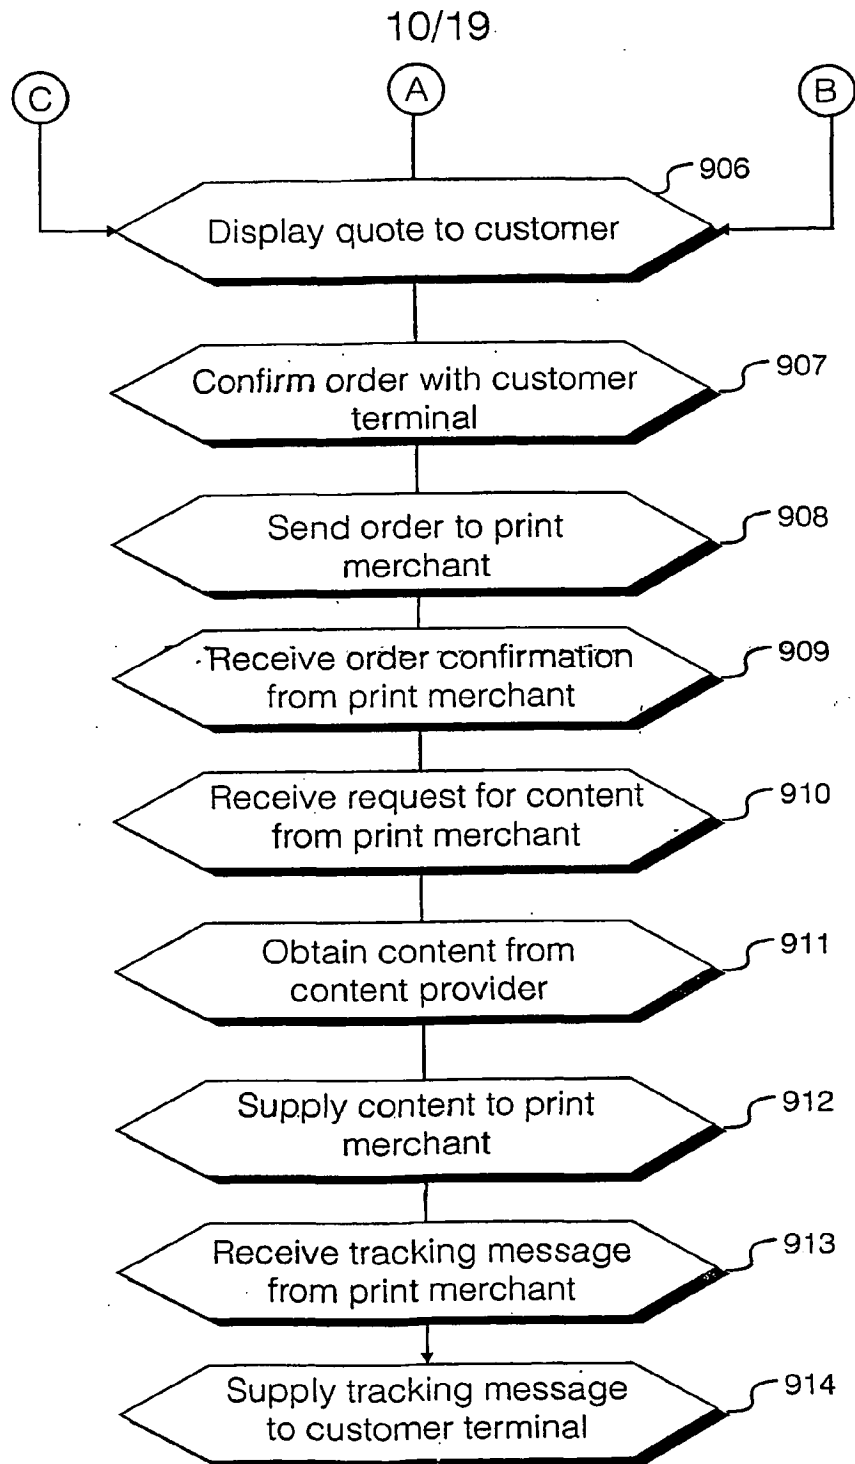 10/19
C
A
B
906
Display quote to customer
907
Confirm order with customer
terminal
908
Send order to print
merchant
909
Receive order confirmation
from print merchant
910
Receive request for content
from print merchant
911
Obtain content from
content provider
912
Supply content to print
merchant
913
Receive tracking message
from print merchant
914
Supply tracking message
to customer terminal